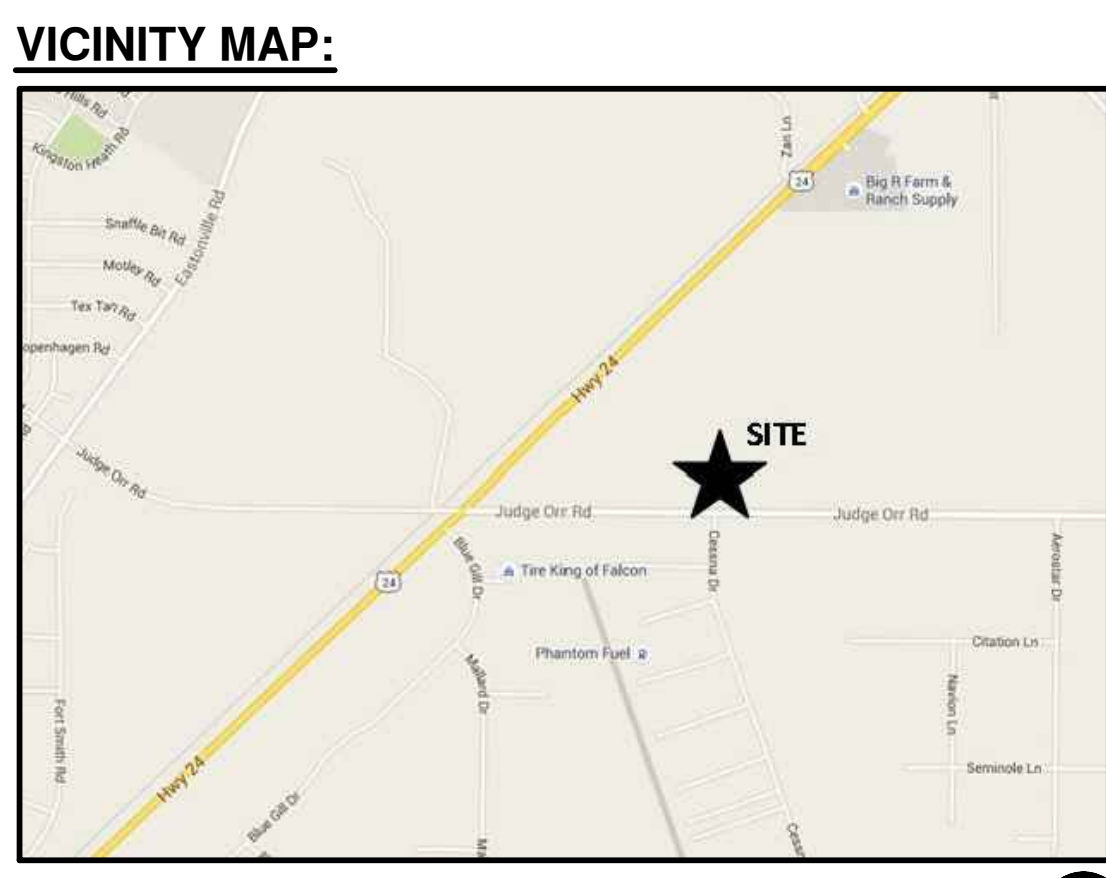 VICINITY MAP:
Hills Rd
Kingston Heath Rd
Eastonville Rd
Snaffle Bit Rd
Motley Rd
Tex Tan Rd
openhagen Rd
Judge Orr Rd
Zan Ln
24
Big R Farm &
Ranch Supply
Hwy 24
SITE
Judge Orr Rd
Judge Orr Rd
Blue Gill Dr
Tire King of Falcon
Cessna Dr
Aerostar Dr
24
Phantom Fuel
Citation Ln
Mallard Dr
Navion Ln
Fort Smith Rd
Hwy 24
Seminole Ln
Blue Gill Dr
Ma
Cessn